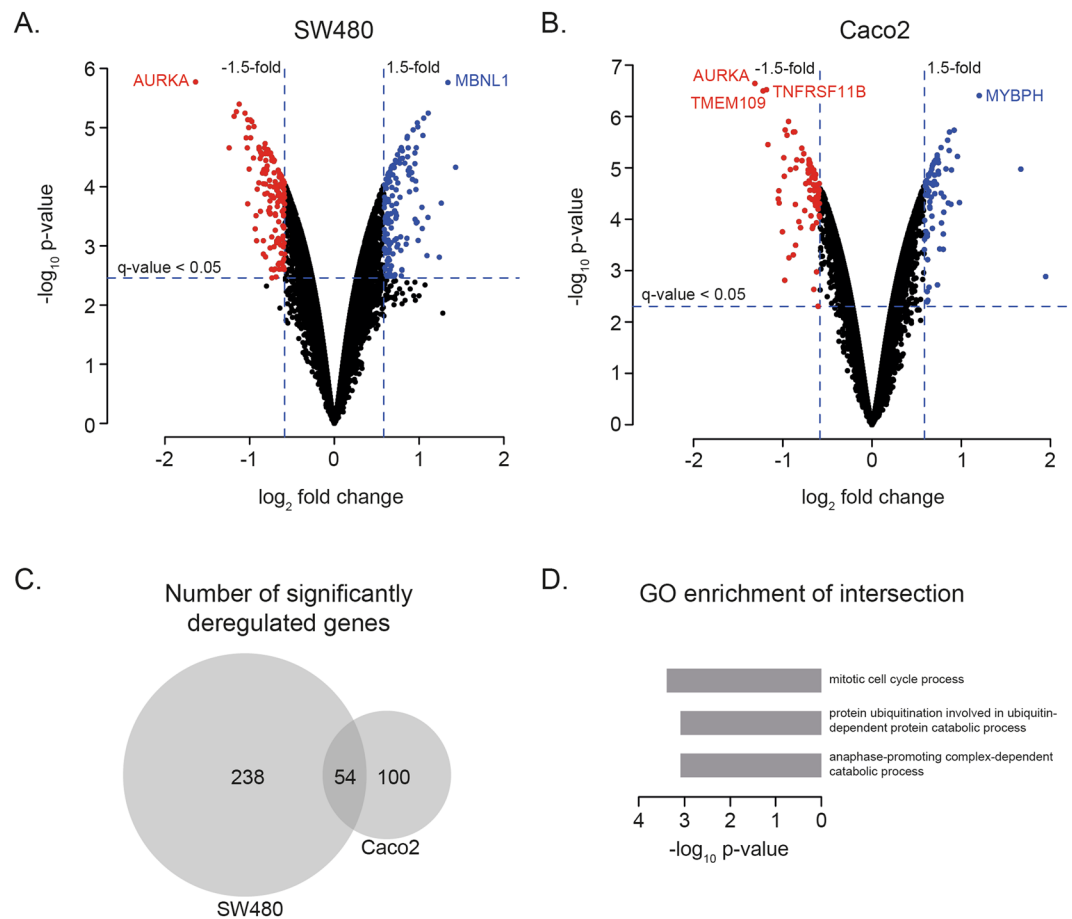 A.
SW480
-1.5-fold
1.5-fold
AURKA
MBNL1
q-value < 0.05
6
5
4
3
2
1
0
-log10 p-value
-2
-1
0
1
2
log2 fold change
B.
Caco2
-1.5-fold
1.5-fold
AURKA
TNFRSF11B
TMEM109
MYBPH
q-value < 0.05
7
6
5
4
3
2
1
0
-log10 p-value
-2
-1
0
1
2
log2 fold change
C.
Number of significantly
deregulated genes
238
54
100
Caco2
SW480
D.
GO enrichment of intersection
mitotic cell cycle process
protein ubiquitination involved in ubiquitin-
dependent protein catabolic process
anaphase-promoting complex-dependent
catabolic process
4
3
2
1
0
-log10 p-value